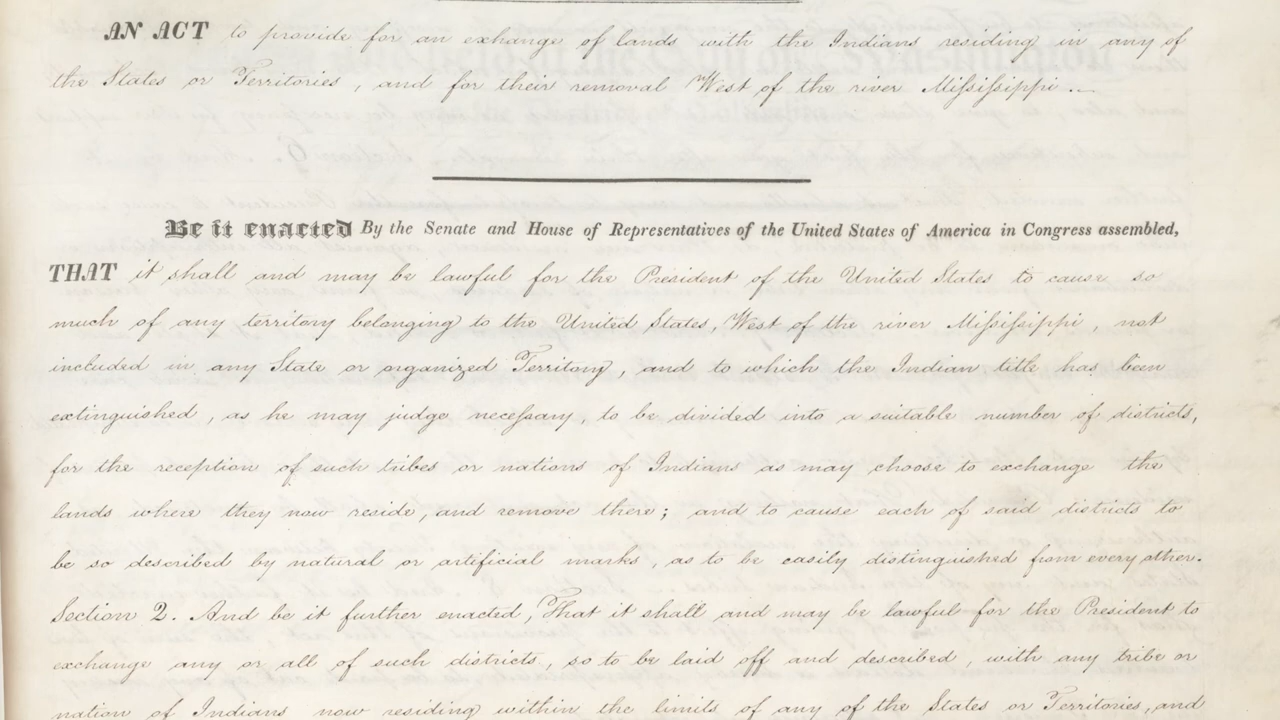 AN ACT to provide for an exchange of lands with the Indians residing in any of
the States or Territories, and for their removal West of the river Mississippi.
Be it enacted By the Senate and House of Representatives of the United States of America in Congress assembled,
THAT it shall and may be lawful for the President of the United States to cause so
much of any territory belonging to the United States, West of the river Mississippi, not
included in any State or organized Territory, and to which the Indian title has been
extinguished, as he may judge necessary, to be divided into a suitable number of districts,
for the reception of such tribes or nations of Indians as may choose to exchange the
lands where they now reside, and remove there; and to cause each of said districts to
be so described by natural or artificial marks, as to be easily distinguished from every other.
Section 2. And be it further enacted, That it shall and may be lawful for the President to
exchange any or all of such districts, so to be laid off and described, with any tribe or
nation of Indians now residing within the limits of any of the States or Territories, and